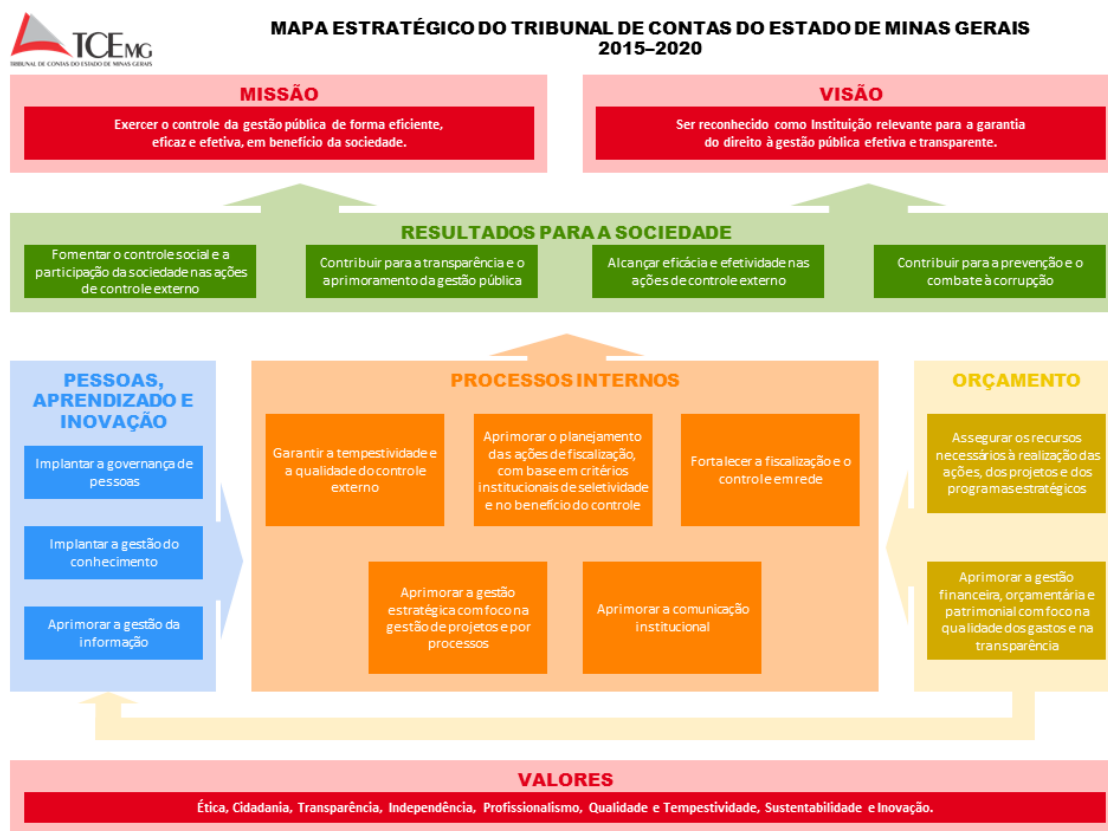 TCEMG
TRIBUNAL DE CONTAS DO ESTADO DE MINAS GERAIS
MAPA ESTRATÉGICO DO TRIBUNAL DE CONTAS DO ESTADO DE MINAS GERAIS
2015–2020
MISSÃO
Exercer o controle da gestão pública de forma eficiente,
eficaz e efetiva, em benefício da sociedade.
VISÃO
Ser reconhecido como Instituição relevante para a garantia
do direito à gestão pública efetiva e transparente.
RESULTADOS PARA A SOCIEDADE
Fomentar o controle social e a
participação da sociedade nas ações
de controle externo
Contribuir para a transparência e o
aprimoramento da gestão pública
Alcançar eficácia e efetividade nas
ações de controle externo
Contribuir para a prevenção e o
combate à corrupção
PESSOAS,
APRENDIZADO E
INOVAÇÃO
Implantar a governança de
pessoas
Implantar a gestão do
conhecimento
Aprimorar a gestão da
informação
PROCESSOS INTERNOS
Garantir a tempestividade e
a qualidade do controle
externo
Aprimorar o planejamento
das ações de fiscalização,
com base em critérios
institucionais de seletividade
e no benefício do controle
Fortalecer a fiscalização e o
controle em rede
Aprimorar a gestão
estratégica com foco na
gestão de projetos e por
processos
Aprimorar a comunicação
institucional
ORÇAMENTO
Assegurar os recursos
necessários à realização das
ações, dos projetos e dos
programas estratégicos
Aprimorar a gestão
financeira, orçamentária e
patrimonial com foco na
qualidade dos gastos e na
transparência
VALORES
Ética, Cidadania, Transparência, Independência, Profissionalismo, Qualidade e Tempestividade, Sustentabilidade e Inovação.